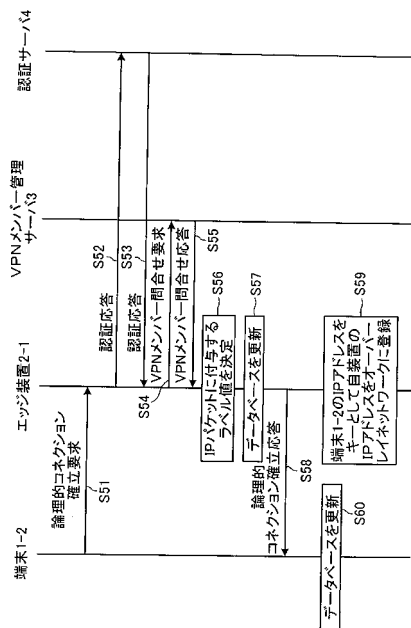 端末1-2
エッジ装置2-1
VPNメンバー管理
サーバ3
認証サーバ4
論理的コネクション
確立要求
S51
認証応答
S52
認証応答
S53
VPNメンバー問合せ要求
S54
VPNメンバー問合せ応答
S55
IPパケットに付与する
ラベル値を決定
S56
データベースを更新
S57
論理的
コネクション確立応答
S58
端末1-2のIPアドレスを
キーとして自装置の
IPアドレスをオーバー
レイネットワークに登録
S59
データベースを更新
S60